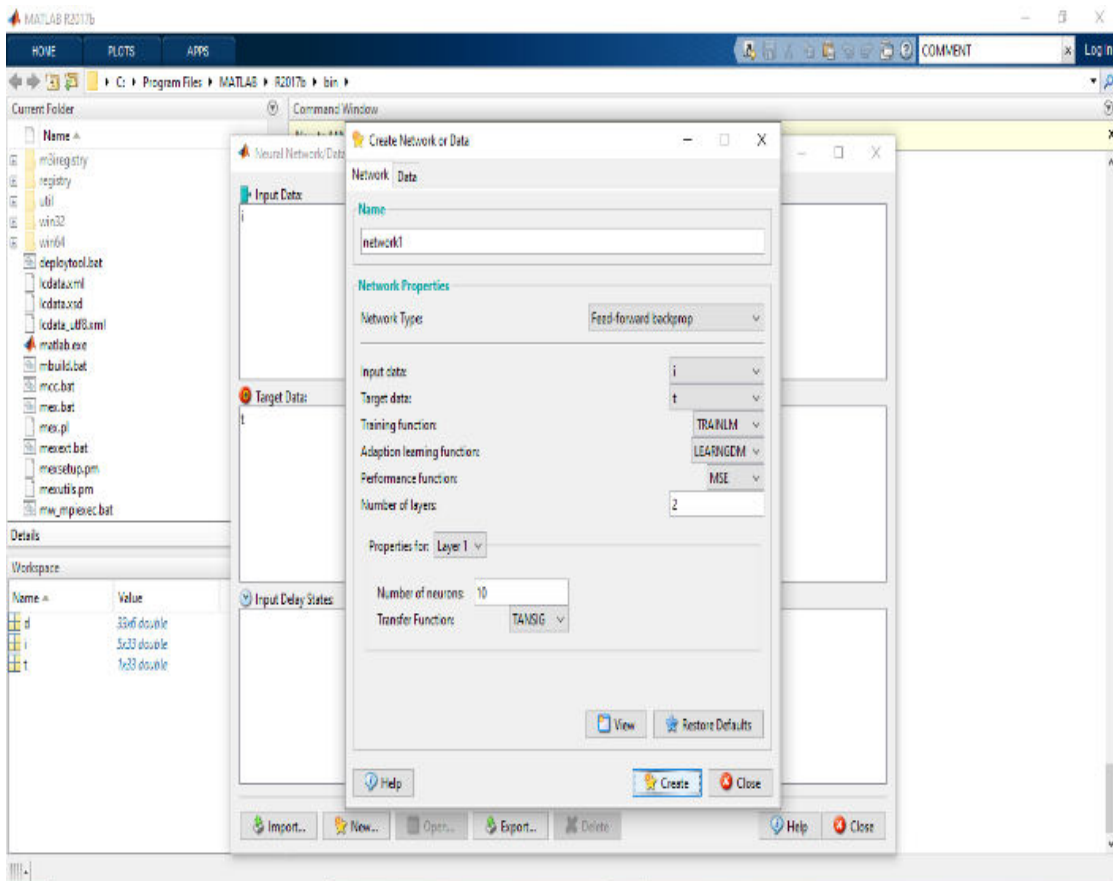 MATLAB R2017b
HOME PLOTS APPS COMMENT Log In
C: Program Files MATLAB R2017b bin
Current Folder
Command Window
Name
m3iregistry
registry
util
win32
win64
deploytool.bat
lcdata.xml
lcdata.xsd
lcdata_utf8.xml
matlab.exe
mbuild.bat
mcc.bat
mex.bat
mex.pl
mexext.bat
mexsetup.pm
mexutils.pm
mw_mpiexec.bat
Details
Workspace
Name Value
d 33x6 double
i 5x33 double
t 1x33 double
Neural Network/Data
Input Data:
i
Target Data:
t
Input Delay States:
Import... New... Open... Export... Delete Help Close
Create Network or Data
Network Data
Name
network1
Network Properties
Network Type: Feed-forward backprop
Input data: i
Target data: t
Training function: TRAINLM
Adaption learning function: LEARNGDM
Performance function: MSE
Number of layers: 2
Properties for: Layer 1
Number of neurons: 10
Transfer Function: TANSIG
View Restore Defaults
Help Create Close